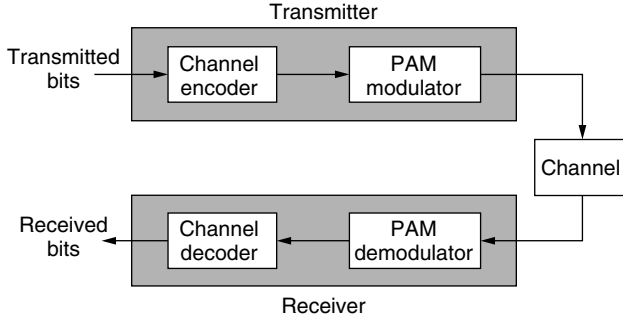 Transmitter
Transmitted
bits
Channel
encoder
PAM
modulator
Channel
Received
bits
Channel
decoder
PAM
demodulator
Receiver